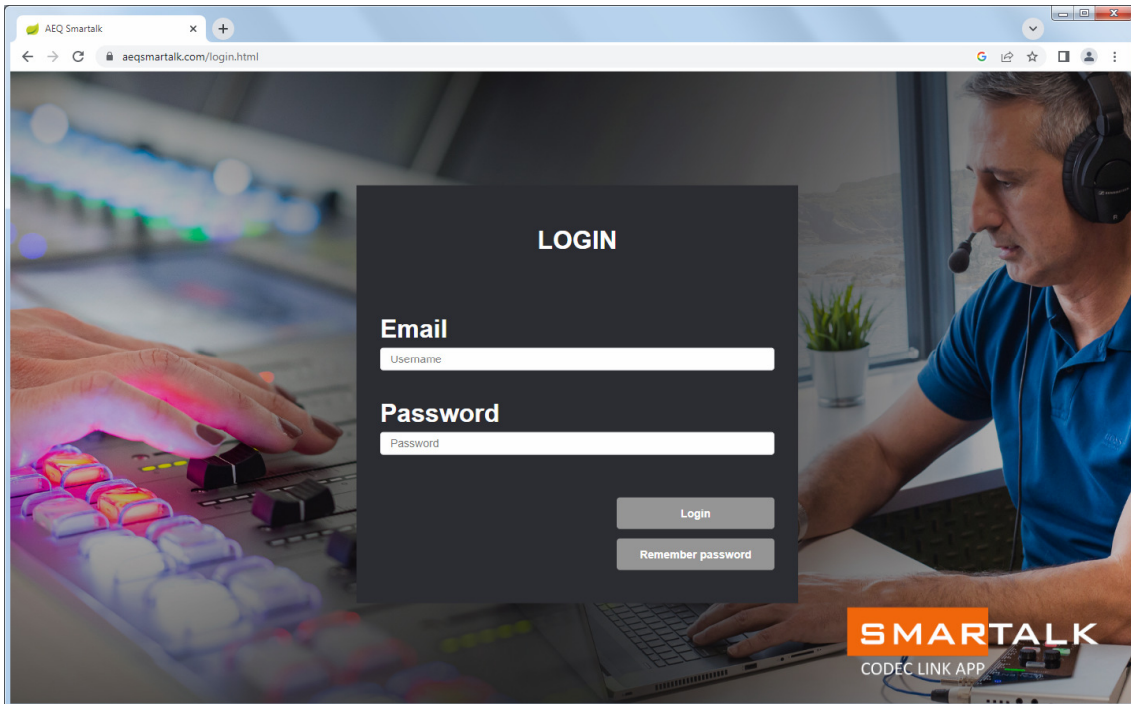 AEQ Smartalk
aeqsmartalk.com/login.html
LOGIN
Email
Username
Password
Password
Login
Remember password
SMARTALK
CODEC LINK APP